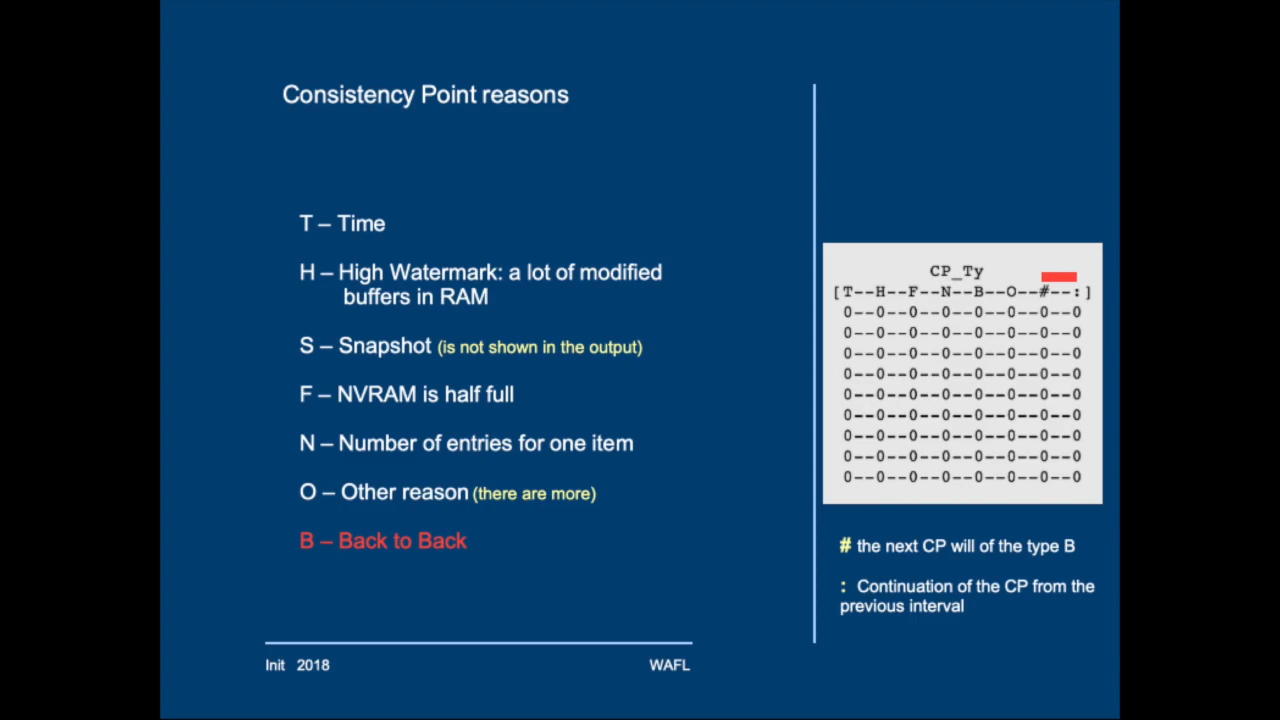 Consistency Point reasons
T – Time
H – High Watermark: a lot of modified
buffers in RAM
S – Snapshot (is not shown in the output)
F – NVRAM is half full
N – Number of entries for one item
O – Other reason (there are more)
B – Back to Back
CP_Ty
[T--H--F--N--B--O--#--:]
0--0--0--0--0--0--0--0
0--0--0--0--0--0--0--0
0--0--0--0--0--0--0--0
0--0--0--0--0--0--0--0
0--0--0--0--0--0--0--0
0--0--0--0--0--0--0--0
0--0--0--0--0--0--0--0
0--0--0--0--0--0--0--0
0--0--0--0--0--0--0--0
# the next CP will of the type B
: Continuation of the CP from the
previous interval
Init 2018
WAFL